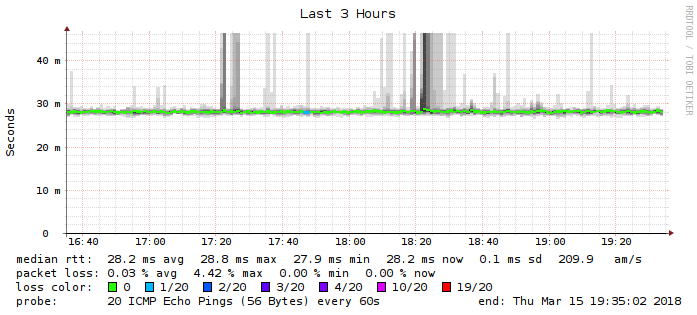 Last 3 Hours
RRDTOOL / TOBI OETIKER
Seconds
40 m
30 m
20 m
10 m
0
16:40 17:00 17:20 17:40 18:00 18:20 18:40 19:00 19:20
median rtt: 28.2 ms avg 28.8 ms max 27.9 ms min 28.2 ms now 0.1 ms sd 209.9 am/s
packet loss: 0.03 % avg 4.42 % max 0.00 % min 0.00 % now
loss color: 0 1/20 2/20 3/20 4/20 10/20 19/20
probe: 20 ICMP Echo Pings (56 Bytes) every 60s end: Thu Mar 15 19:35:02 2018